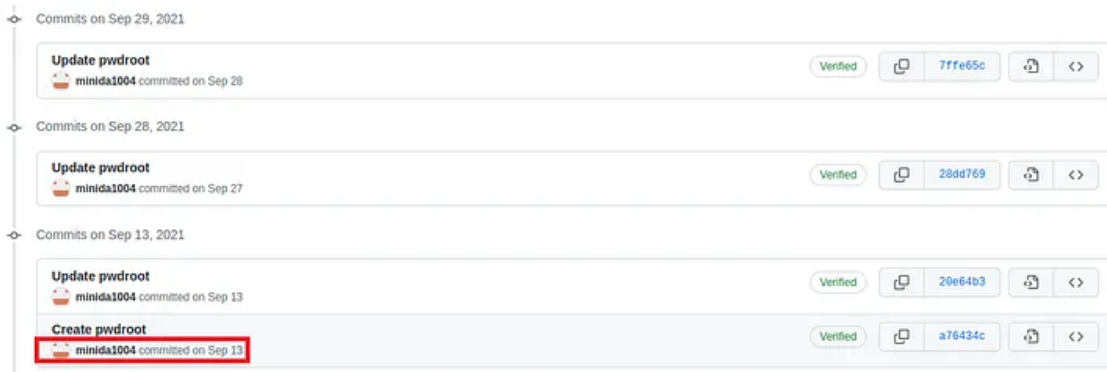 Commits on Sep 29, 2021
Update pwdroot
Verified 7ffe65c
minida1004 committed on Sep 28
Commits on Sep 28, 2021
Update pwdroot
Verified 28dd769
minida1004 committed on Sep 27
Commits on Sep 13, 2021
Update pwdroot
Verified 20e64b3
minida1004 committed on Sep 13
Create pwdroot
Verified a76434c
minida1004 committed on Sep 13